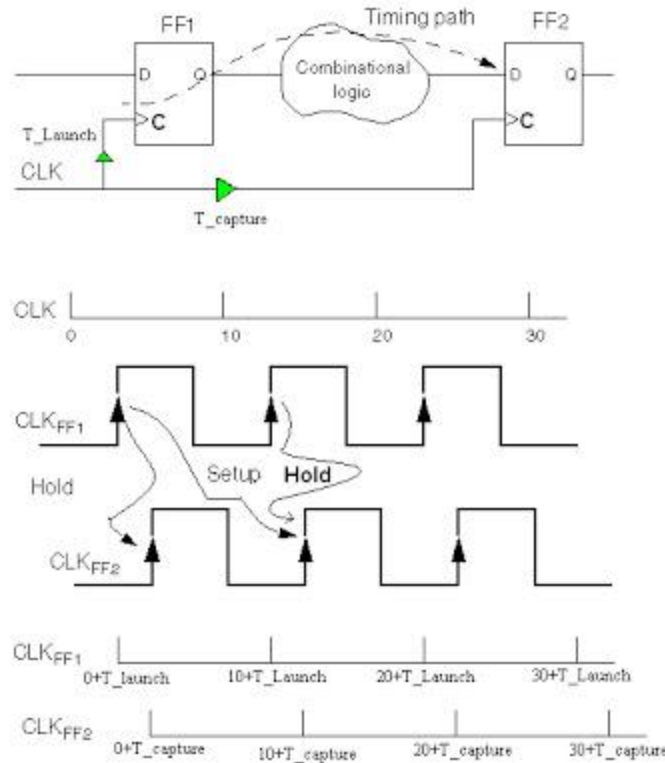 Timing path
FF1
FF2
D
Q
Combinational
logic
D
Q
C
C
T_Launch
CLK
T_capture
CLK
0
10
20
30
CLKFF1
Hold
Setup
Hold
CLKFF2
CLKFF1
0+T_launch
10+T_Launch
20+T_Launch
30+T_Launch
CLKFF2
0+T_capture
10+T_capture
20+T_capture
30+T_capture